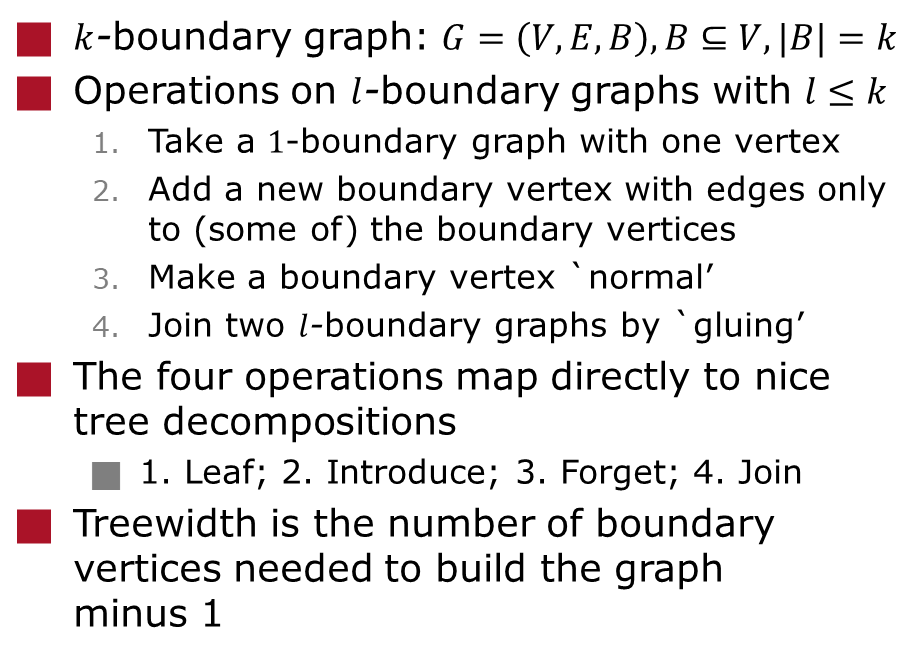 k-boundary graph: G = (V, E, B), B ⊆ V, |B| = k
Operations on l-boundary graphs with l ≤ k
1. Take a 1-boundary graph with one vertex
2. Add a new boundary vertex with edges only
to (some of) the boundary vertices
3. Make a boundary vertex `normal’
4. Join two l-boundary graphs by `gluing’
The four operations map directly to nice
tree decompositions
1. Leaf; 2. Introduce; 3. Forget; 4. Join
Treewidth is the number of boundary
vertices needed to build the graph
minus 1